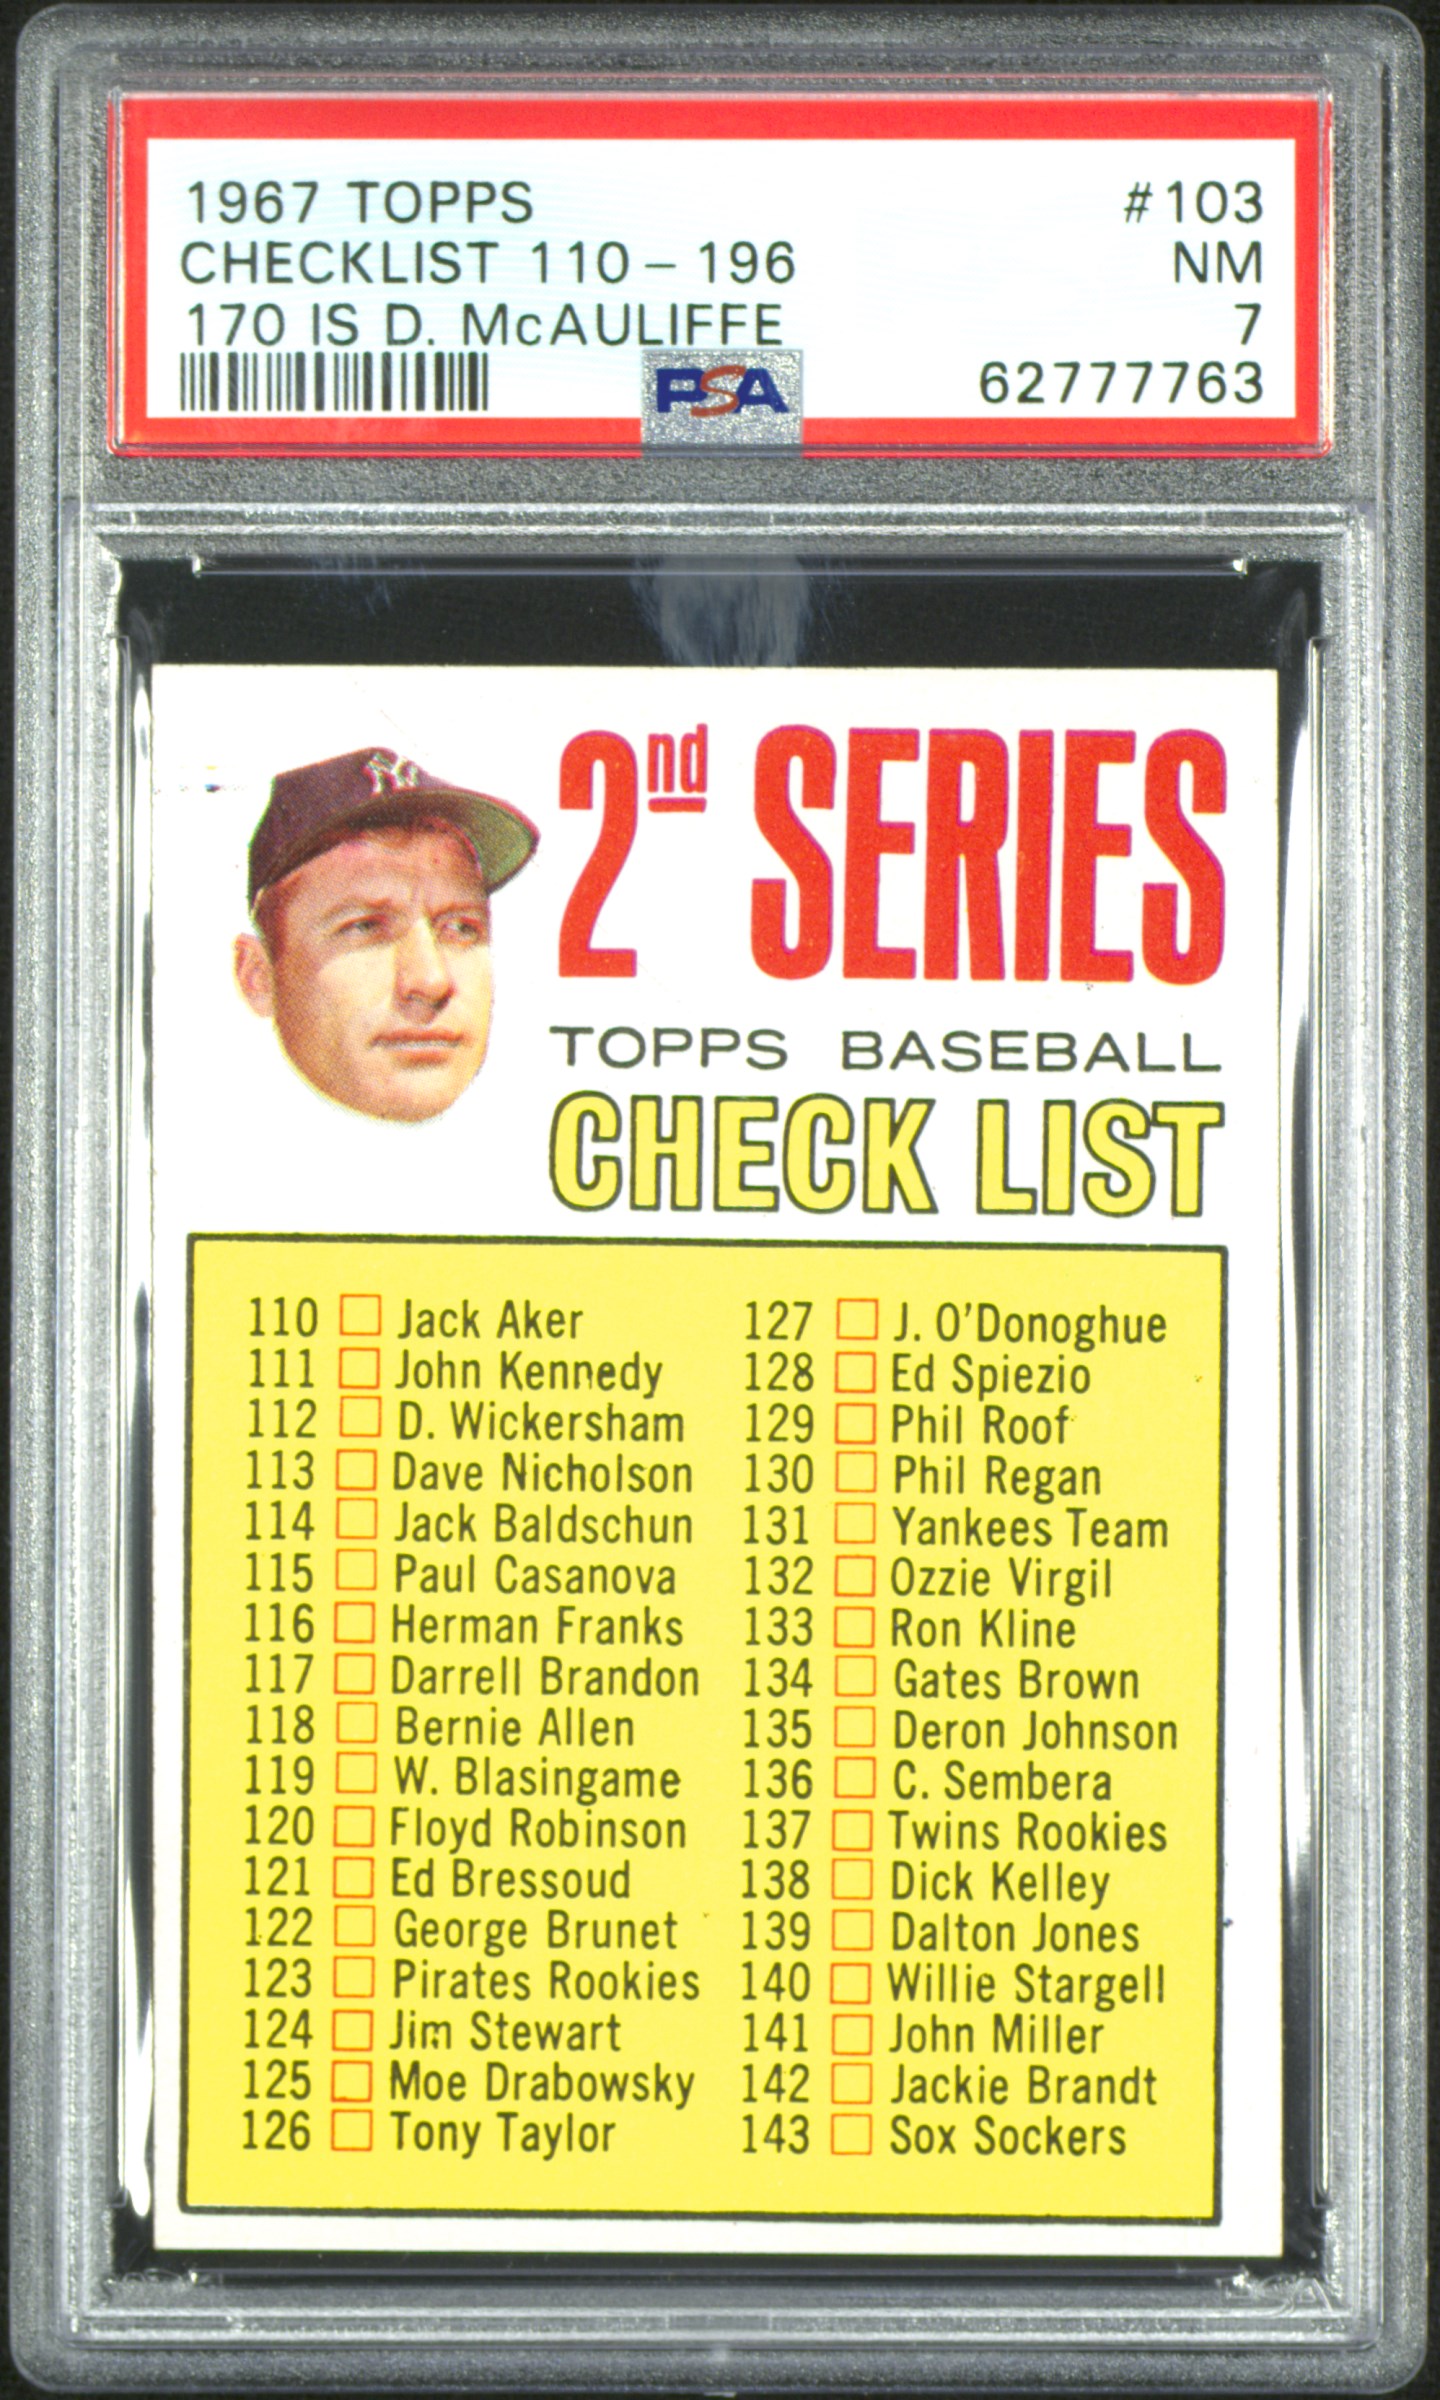 1967 TOPPS #103
CHECKLIST 110 - 196 NM
170 IS D. McAULIFFE 7
PSA 62777763
NY
2nd SERIES
TOPPS BASEBALL
CHECK LIST
110 Jack Aker
111 John Kennedy
112 D. Wickersham
113 Dave Nicholson
114 Jack Baldschun
115 Paul Casanova
116 Herman Franks
117 Darrell Brandon
118 Bernie Allen
119 W. Blasingame
120 Floyd Robinson
121 Ed Bressoud
122 George Brunet
123 Pirates Rookies
124 Jim Stewart
125 Moe Drabowsky
126 Tony Taylor
127 J. O'Donoghue
128 Ed Spiezio
129 Phil Roof
130 Phil Regan
131 Yankees Team
132 Ozzie Virgil
133 Ron Kline
134 Gates Brown
135 Deron Johnson
136 C. Sembera
137 Twins Rookies
138 Dick Kelley
139 Dalton Jones
140 Willie Stargell
141 John Miller
142 Jackie Brandt
143 Sox Sockers